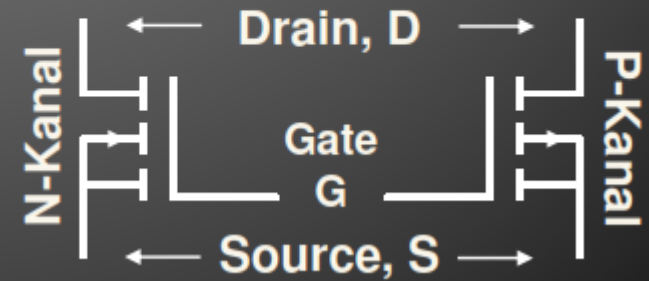 Drain, D
N-Kanal
Gate
G
P-Kanal
Source, S